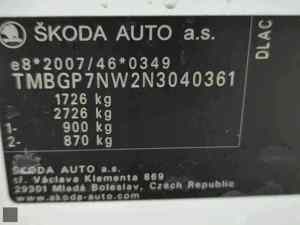 ŠKODA AUTO a.s.
DLAC
e8*2007/46*0349
TMBGP7NW2N3040361
1726 kg
2726 kg
1- 900 kg
2- 870 kg
ŠKODA AUTO a.s.
tř. Václava Klementa 869
29301 Mladá Boleslav, Czech Republic
www.skoda-auto.com